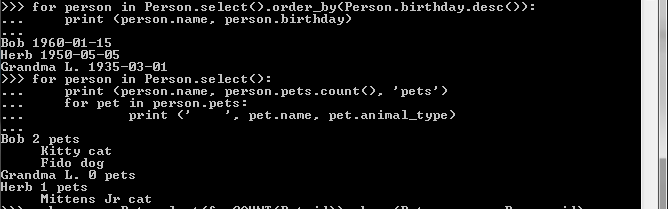 >>> for person in Person.select().order_by(Person.birthday.desc()):
...     print (person.name, person.birthday)
...
Bob 1960-01-15
Herb 1950-05-05
Grandma L. 1935-03-01
>>> for person in Person.select():
...     print (person.name, person.pets.count(), 'pets')
...     for pet in person.pets:
...             print ('    ', pet.name, pet.animal_type)
...
Bob 2 pets
     Kitty cat
     Fido dog
Grandma L. 0 pets
Herb 1 pets
     Mittens Jr cat